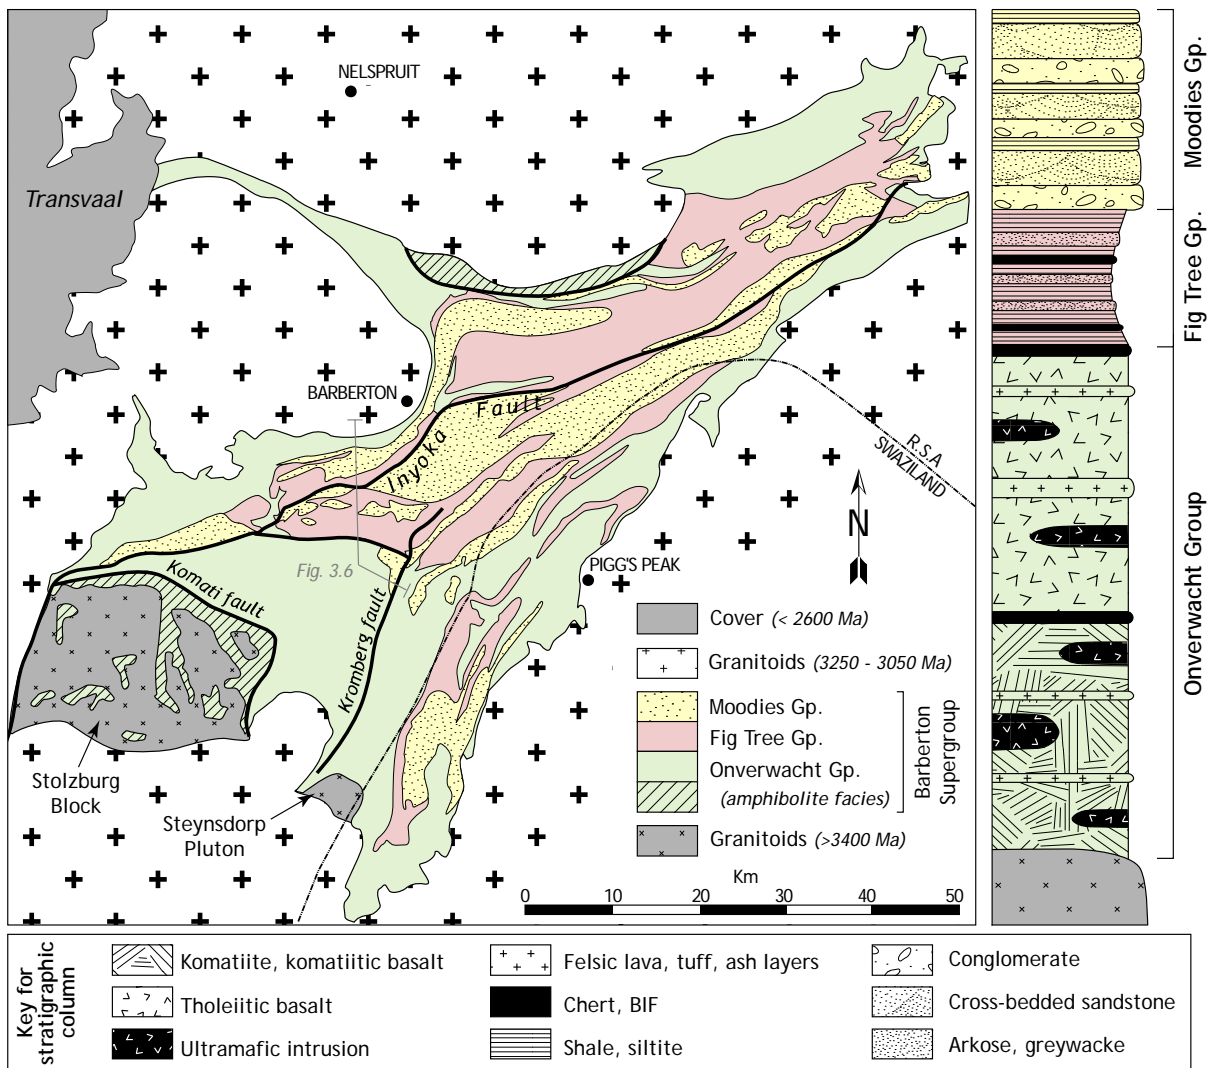 NELSPRUIT
Transvaal
BARBERTON
Inyoka Fault
R.S.A
SWAZILAND
N
Fig. 3.6
PIGG'S PEAK
Komati fault
Kromberg fault
Stolzburg
Block
Steynsdorp
Pluton
Cover (< 2600 Ma)
Granitoids (3250 - 3050 Ma)
Moodies Gp.
Fig Tree Gp.
Onverwacht Gp.
(amphibolite facies)
Barberton
Supergroup
Granitoids (>3400 Ma)
Km
0 10 20 30 40 50
Moodies Gp.
Fig Tree Gp.
Onverwacht Group
Key for
stratigraphic
column
Komatiite, komatiitic basalt
Tholeiitic basalt
Ultramafic intrusion
Felsic lava, tuff, ash layers
Chert, BIF
Shale, siltite
Conglomerate
Cross-bedded sandstone
Arkose, greywacke